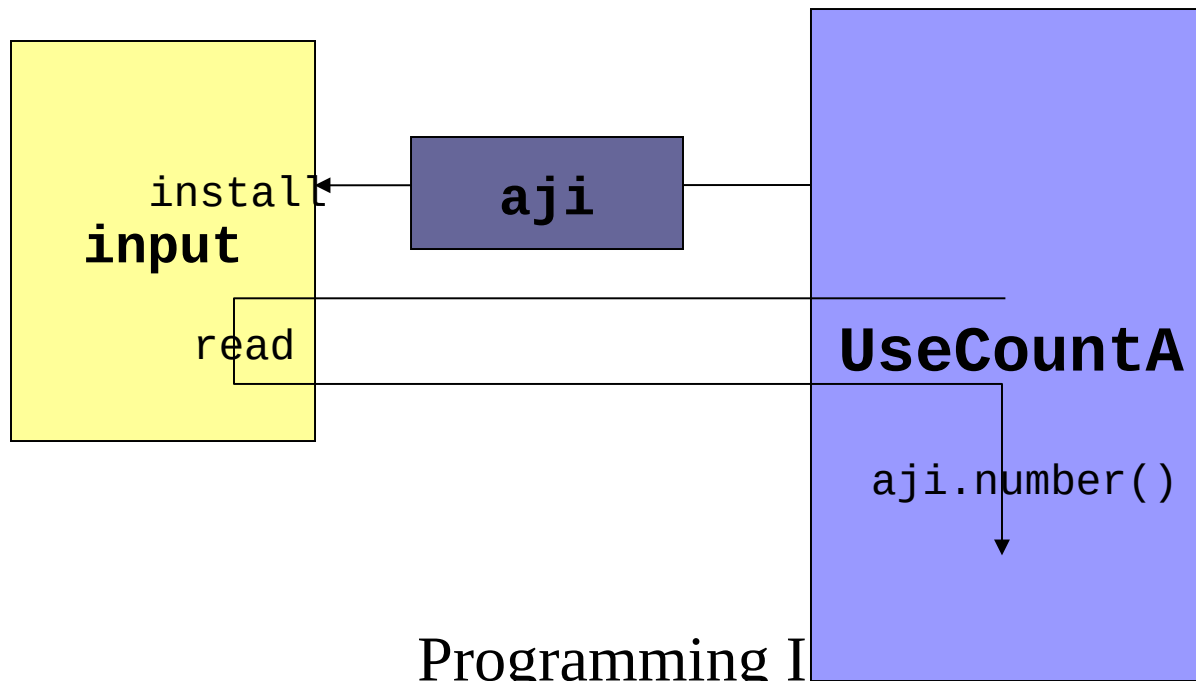 install
aji
input
read
UseCountA
aji.number()
Programming I